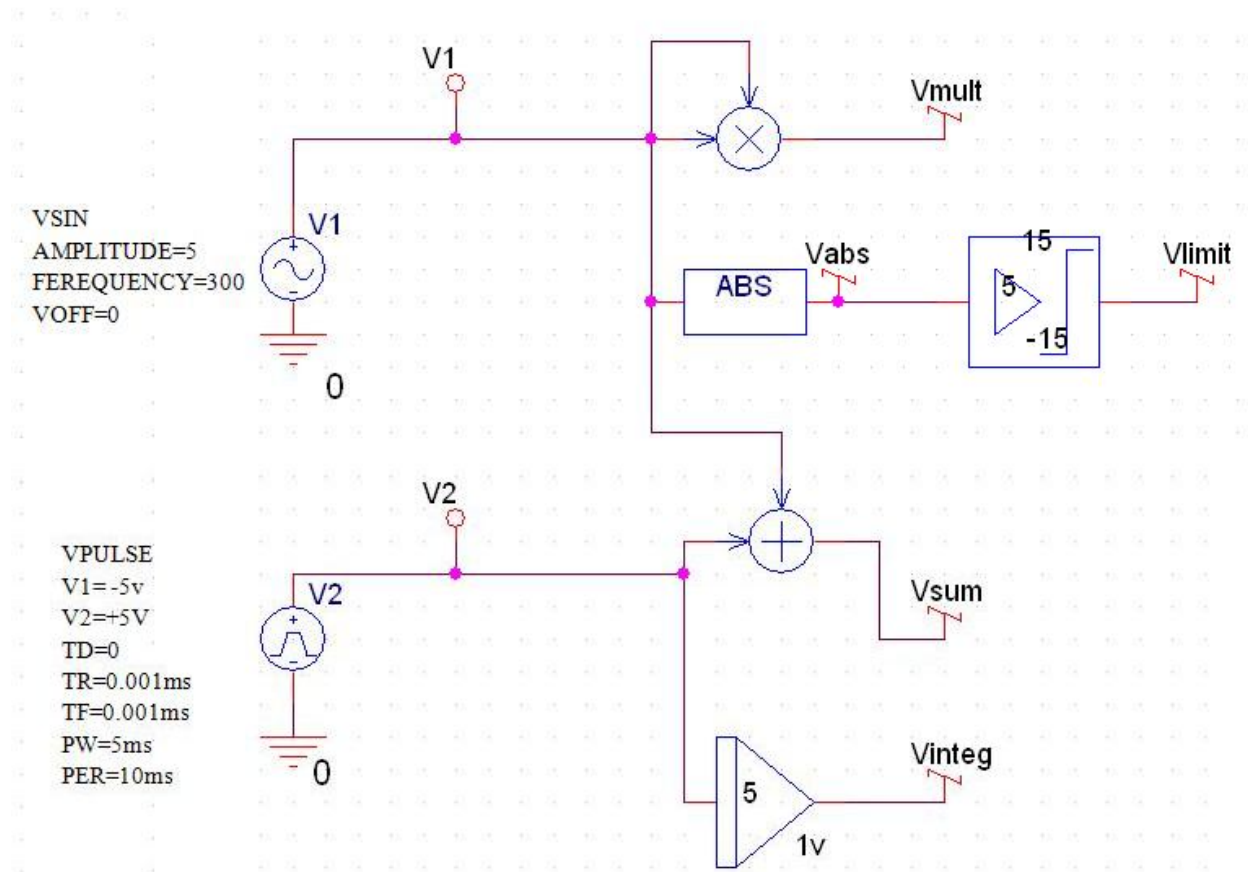 V1
Vmult
VSIN
AMPLITUDE=5
FEREQUENCY=300
VOFF=0
V1
0
ABS
Vabs
15
5
-15
Vlimit
V2
VPULSE
V1= -5v
V2=+5V
TD=0
TR=0.001ms
TF=0.001ms
PW=5ms
PER=10ms
V2
0
Vsum
5
1v
Vinteg